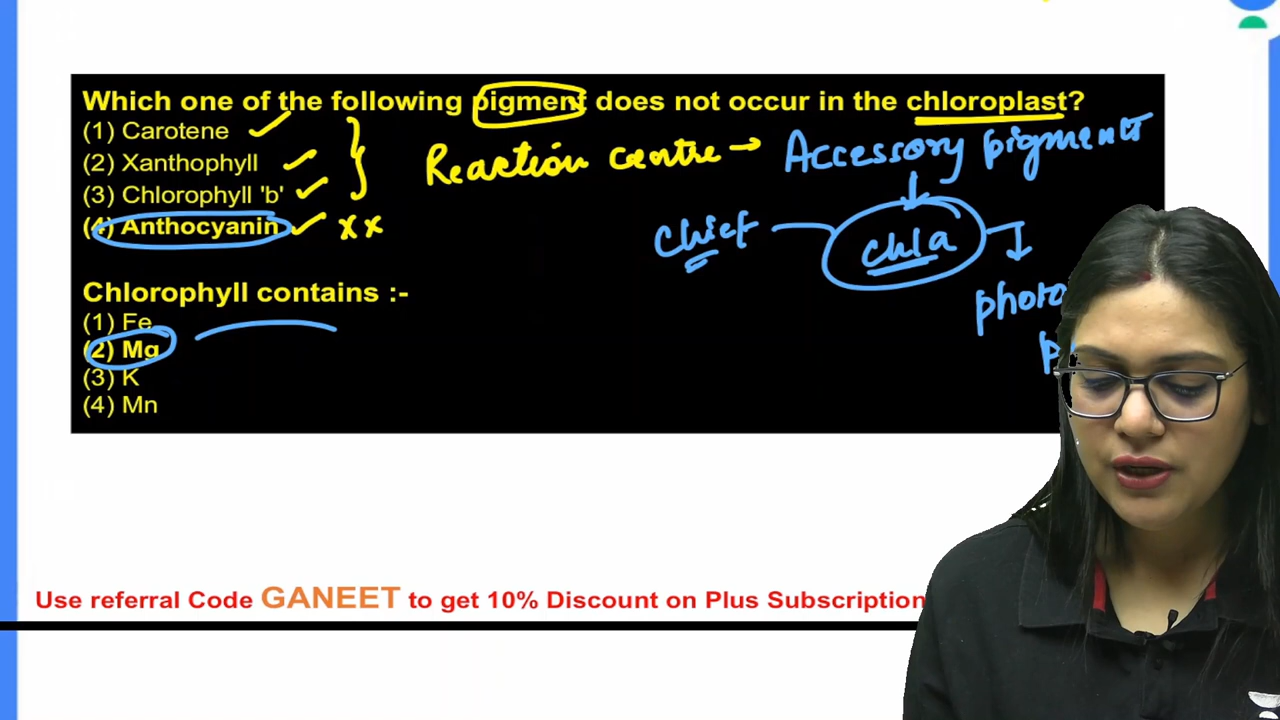 Which one of the following pigment does not occur in the chloroplast?
(1) Carotene
(2) Xanthophyll
(3) Chlorophyll 'b'
(4) Anthocyanin
xx
Reaction centre → Accessory pigments
chief
chl a
photo
Chlorophyll contains :-
(1) Fe
(2) Mg
(3) K
(4) Mn
Use referral Code GANEET to get 10% Discount on Plus Subscription